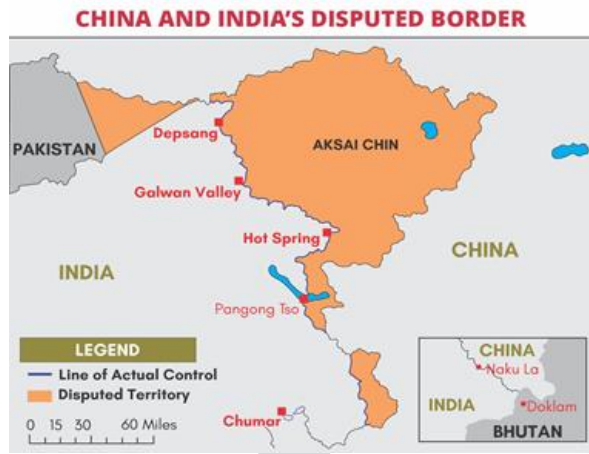 CHINA AND INDIA'S DISPUTED BORDER
Depsang
PAKISTAN
AKSAI CHIN
Galwan Valley
Hot Spring
CHINA
INDIA
Pangong Tso
LEGEND
Line of Actual Control
Disputed Territory
0 15 30 60 Miles
Chumar
CHINA
Naku La
INDIA
Doklam
BHUTAN